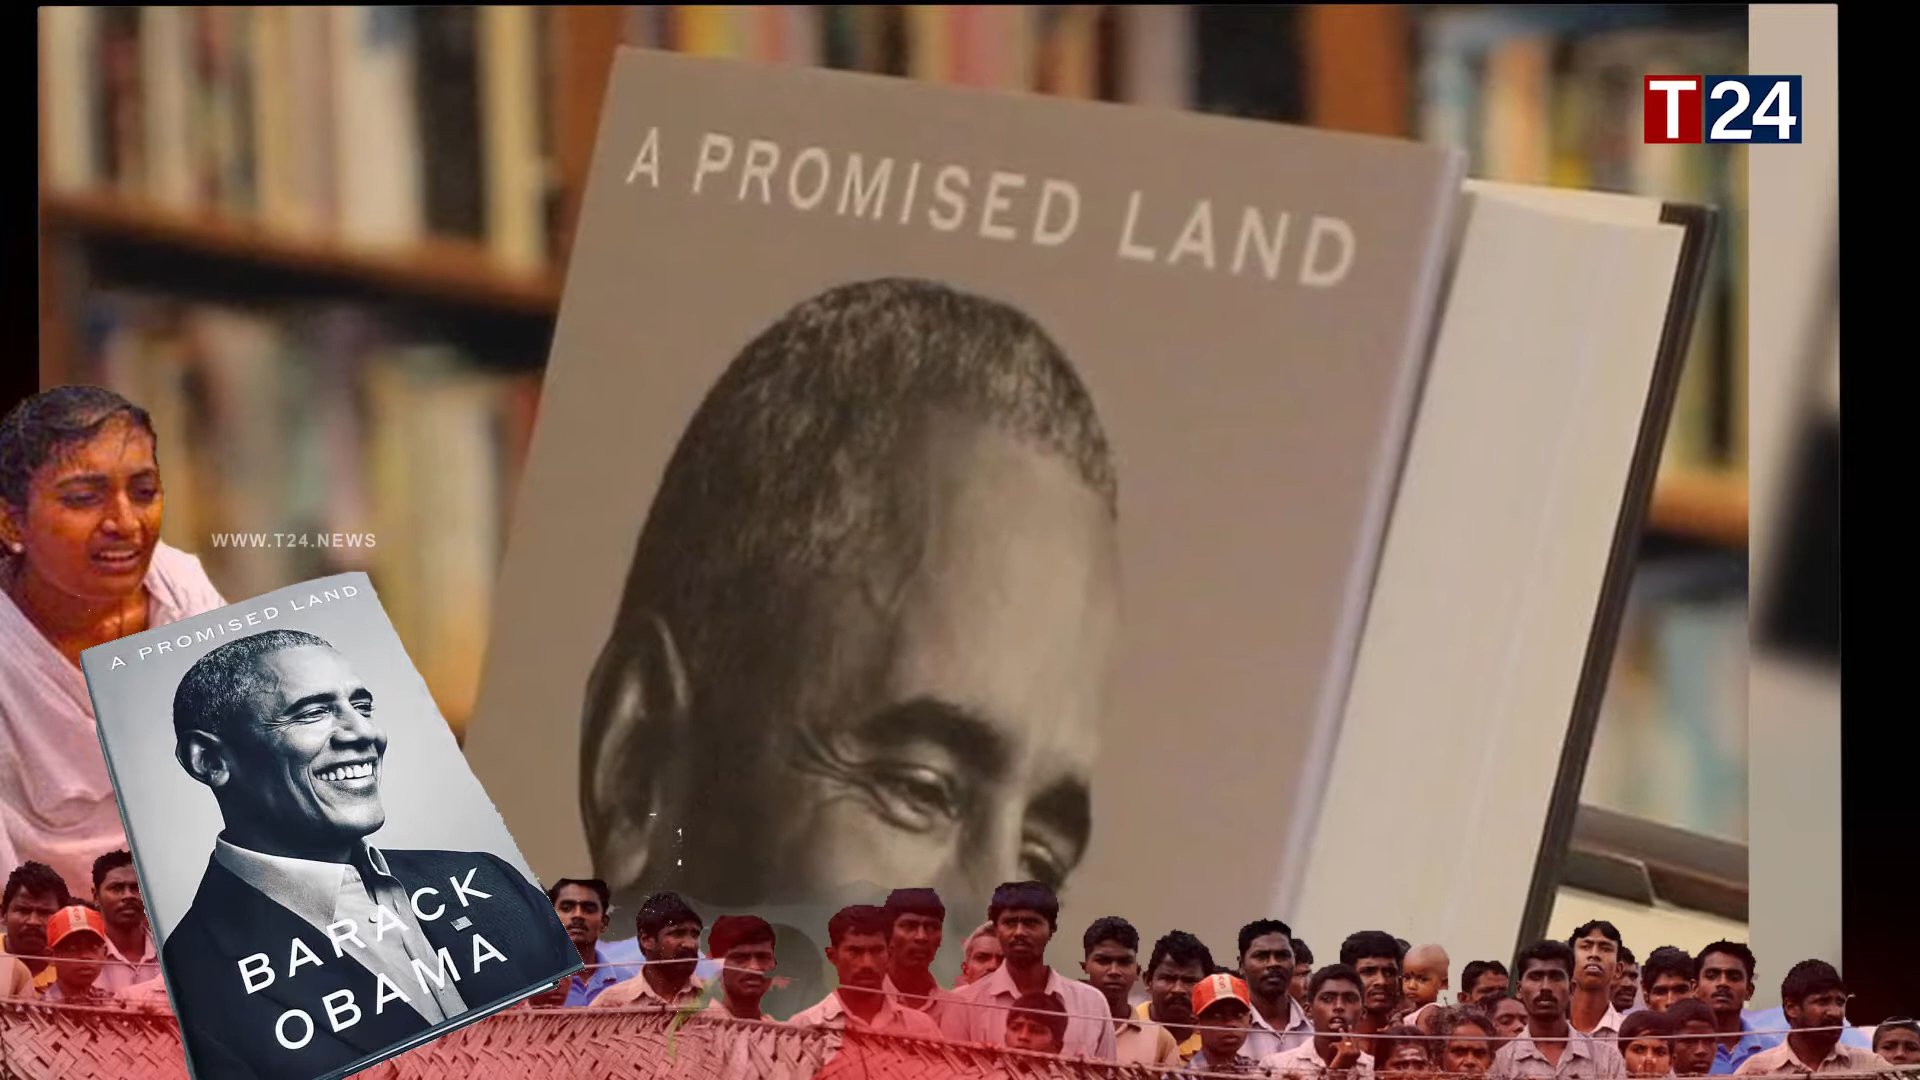 A PROMISED LAND
T24
WWW.T24.NEWS
A PROMISED LAND
BARACK
OBAMA